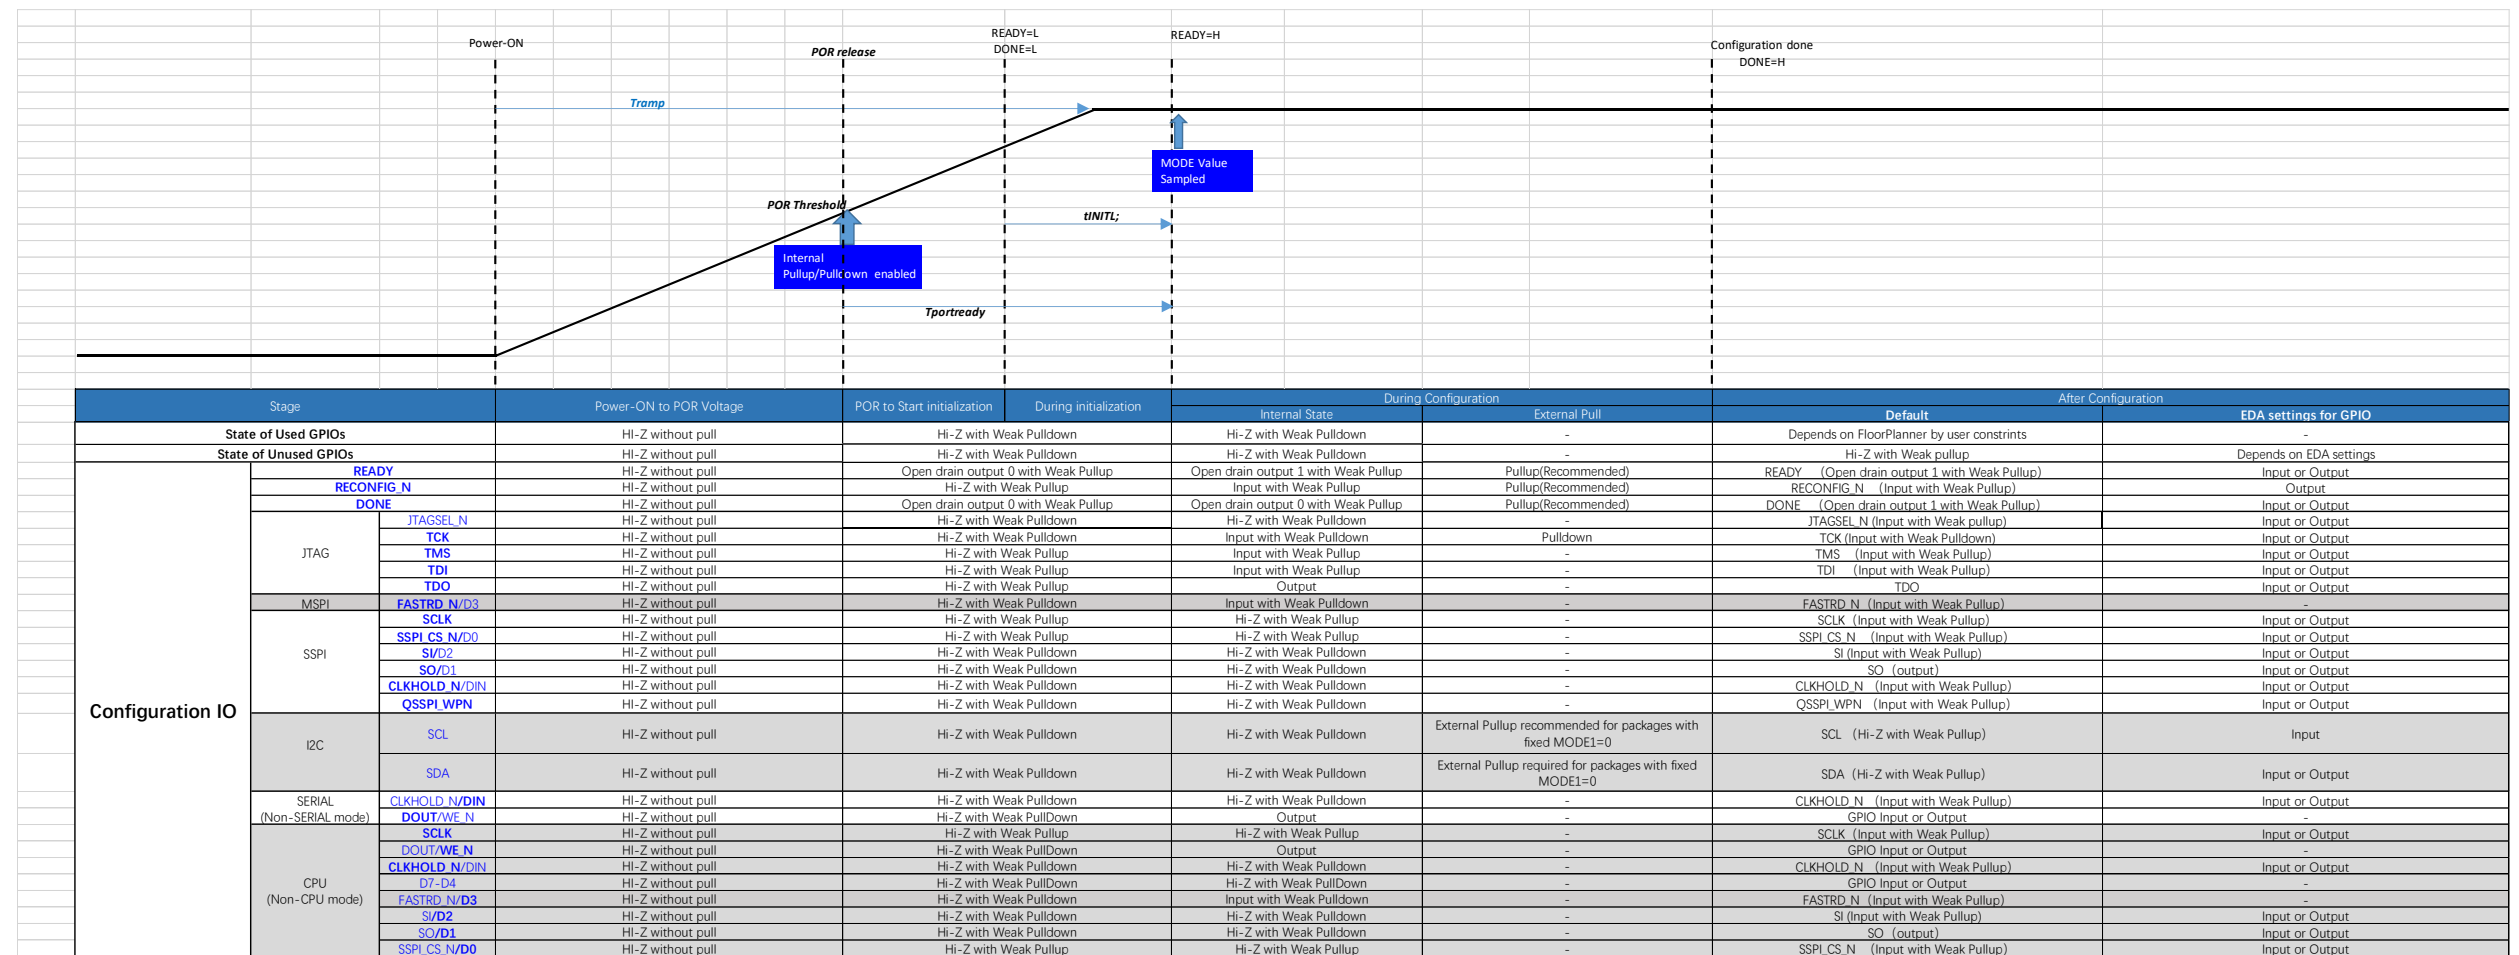 Power-ON
POR release
READY=L
DONE=L
READY=H
Configuration done
DONE=H
Tramp
MODE Value
Sampled
POR Threshold
tINITL;
Internal
Pullup/Pulldown enabled
Tportready
Stage Power-ON to POR Voltage POR to Start initialization During initialization During Configuration After Configuration
Internal State External Pull Default EDA settings for GPIO
State of Used GPIOs HI-Z without pull Hi-Z with Weak Pulldown Hi-Z with Weak Pulldown - Depends on FloorPlanner by user constrints -
State of Unused GPIOs HI-Z without pull Hi-Z with Weak Pulldown Hi-Z with Weak Pulldown - Hi-Z with Weak pullup Depends on EDA settings
Configuration IO
READY HI-Z without pull Open drain output 0 with Weak Pullup Open drain output 1 with Weak Pullup Pullup(Recommended) READY （Open drain output 1 with Weak Pullup) Input or Output
RECONFIG_N HI-Z without pull Hi-Z with Weak Pullup Input with Weak Pullup Pullup(Recommended) RECONFIG_N （Input with Weak Pullup) Output
DONE HI-Z without pull Open drain output 0 with Weak Pullup Open drain output 0 with Weak Pullup Pullup(Recommended) DONE （Open drain output 1 with Weak Pullup) Input or Output
JTAG
JTAGSEL_N HI-Z without pull Hi-Z with Weak Pulldown Hi-Z with Weak Pulldown - JTAGSEL_N (Input with Weak pullup) Input or Output
TCK HI-Z without pull Hi-Z with Weak Pulldown Input with Weak Pulldown Pulldown TCK (Input with Weak Pulldown) Input or Output
TMS HI-Z without pull Hi-Z with Weak Pullup Input with Weak Pullup - TMS （Input with Weak Pullup) Input or Output
TDI HI-Z without pull Hi-Z with Weak Pullup Input with Weak Pullup - TDI （Input with Weak Pullup) Input or Output
TDO HI-Z without pull Hi-Z with Weak Pullup Output - TDO Input or Output
MSPI FASTRD_N/D3 HI-Z without pull Hi-Z with Weak Pulldown Input with Weak Pulldown - FASTRD_N（Input with Weak Pullup) -
SSPI
SCLK HI-Z without pull Hi-Z with Weak Pullup Hi-Z with Weak Pullup - SCLK（Input with Weak Pullup) Input or Output
SSPI_CS_N/D0 HI-Z without pull Hi-Z with Weak Pullup Hi-Z with Weak Pullup - SSPI_CS_N （Input with Weak Pullup) Input or Output
SI/D2 HI-Z without pull Hi-Z with Weak Pulldown Hi-Z with Weak Pulldown - SI (Input with Weak Pullup) Input or Output
SO/D1 HI-Z without pull Hi-Z with Weak Pulldown Hi-Z with Weak Pulldown - SO（output) Input or Output
CLKHOLD_N/DIN HI-Z without pull Hi-Z with Weak Pulldown Hi-Z with Weak Pulldown - CLKHOLD_N （Input with Weak Pullup) Input or Output
QSSPI_WPN HI-Z without pull Hi-Z with Weak Pulldown Hi-Z with Weak Pulldown - QSSPI_WPN （Input with Weak Pullup) Input or Output
I2C
SCL HI-Z without pull Hi-Z with Weak Pulldown Hi-Z with Weak Pulldown External Pullup recommended for packages with
fixed MODE1=0 SCL （Hi-Z with Weak Pullup) Input
SDA HI-Z without pull Hi-Z with Weak Pulldown Hi-Z with Weak Pulldown External Pullup required for packages with fixed
MODE1=0 SDA（Hi-Z with Weak Pullup) Input or Output
SERIAL
(Non-SERIAL mode)
CLKHOLD_N/DIN HI-Z without pull Hi-Z with Weak Pulldown Hi-Z with Weak Pulldown - CLKHOLD_N （Input with Weak Pullup) Input or Output
DOUT/WE_N HI-Z without pull Hi-Z with Weak PullDown Output - GPIO Input or Output -
CPU
(Non-CPU mode)
SCLK HI-Z without pull Hi-Z with Weak Pullup Hi-Z with Weak Pullup - SCLK（Input with Weak Pullup) Input or Output
DOUT/WE_N HI-Z without pull Hi-Z with Weak PullDown Output - GPIO Input or Output -
CLKHOLD_N/DIN HI-Z without pull Hi-Z with Weak Pulldown Hi-Z with Weak Pulldown - CLKHOLD_N （Input with Weak Pullup) Input or Output
D7-D4 HI-Z without pull Hi-Z with Weak PullDown Hi-Z with Weak PullDown - GPIO Input or Output -
FASTRD_N/D3 HI-Z without pull Hi-Z with Weak Pulldown Input with Weak Pulldown - FASTRD_N（Input with Weak Pullup) -
SI/D2 HI-Z without pull Hi-Z with Weak Pulldown Hi-Z with Weak Pulldown - SI (Input with Weak Pullup) Input or Output
SO/D1 HI-Z without pull Hi-Z with Weak Pulldown Hi-Z with Weak Pulldown - SO（output) Input or Output
SSPI_CS_N/D0 HI-Z without pull Hi-Z with Weak Pullup Hi-Z with Weak Pullup - SSPI_CS_N （Input with Weak Pullup) Input or Output